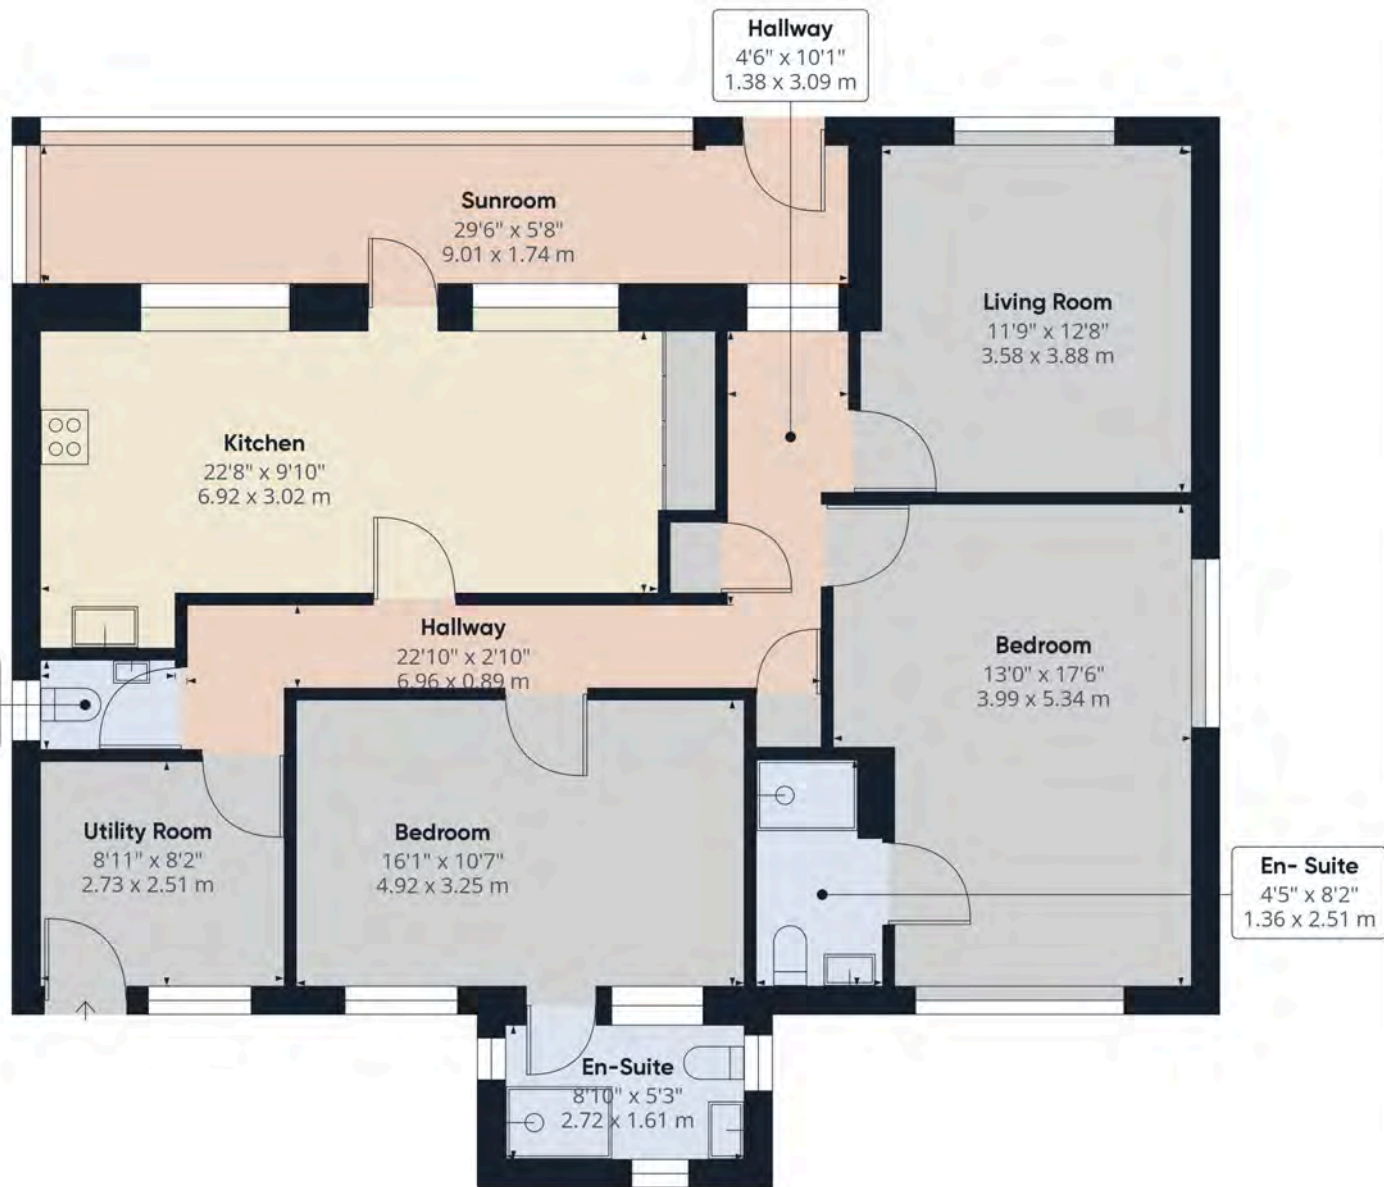 Hallway
4'6" x 10'1"
1.38 x 3.09 m
Sunroom
29'6" x 5'8"
9.01 x 1.74 m
Living Room
11'9" x 12'8"
3.58 x 3.88 m
Kitchen
22'8" x 9'10"
6.92 x 3.02 m
Hallway
22'10" x 2'10"
6.96 x 0.89 m
Bedroom
13'0" x 17'6"
3.99 x 5.34 m
Utility Room
8'11" x 8'2"
2.73 x 2.51 m
Bedroom
16'1" x 10'7"
4.92 x 3.25 m
En- Suite
4'5" x 8'2"
1.36 x 2.51 m
En-Suite
8'10" x 5'3"
2.72 x 1.61 m